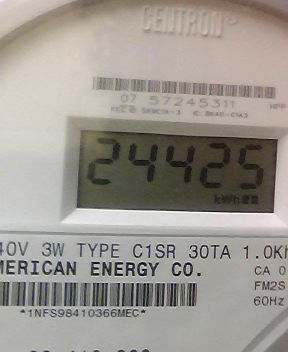 CENTRON
07 57245311
24425
kWh
40V 3W TYPE C1SR 30TA 1.0Kh
MERICAN ENERGY CO.
CA 0
FM2S
60Hz
*1NFS98410366MEC*